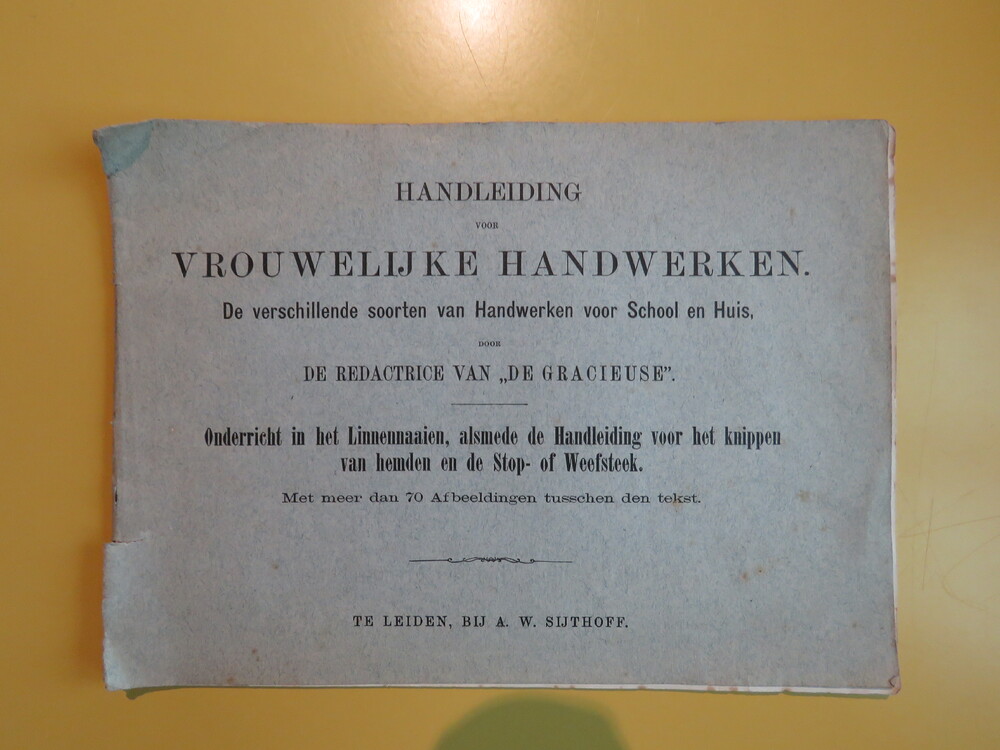 HANDLEIDING
VOOR
VROUWELIJKE HANDWERKEN.
De verschillende soorten van Handwerken voor School en Huis,
DOOR
DE REDACTRICE VAN „DE GRACIEUSE”.
Onderricht in het Linnennaaien, alsmede de Handleiding voor het knippen
van hemden en de Stop- of Weefsteek.
Met meer dan 70 Afbeeldingen tusschen den tekst.
TE LEIDEN, BIJ A. W. SIJTHOFF.